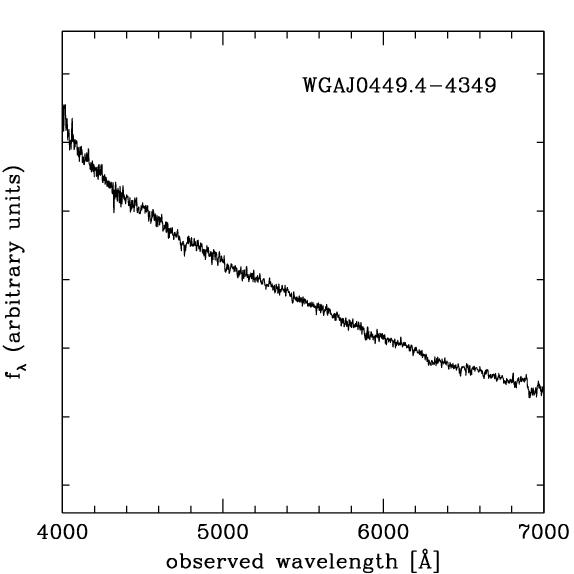 WGAJ0449.4−4349
f_λ (arbitrary units)
4000 5000 6000 7000
observed wavelength [Å]